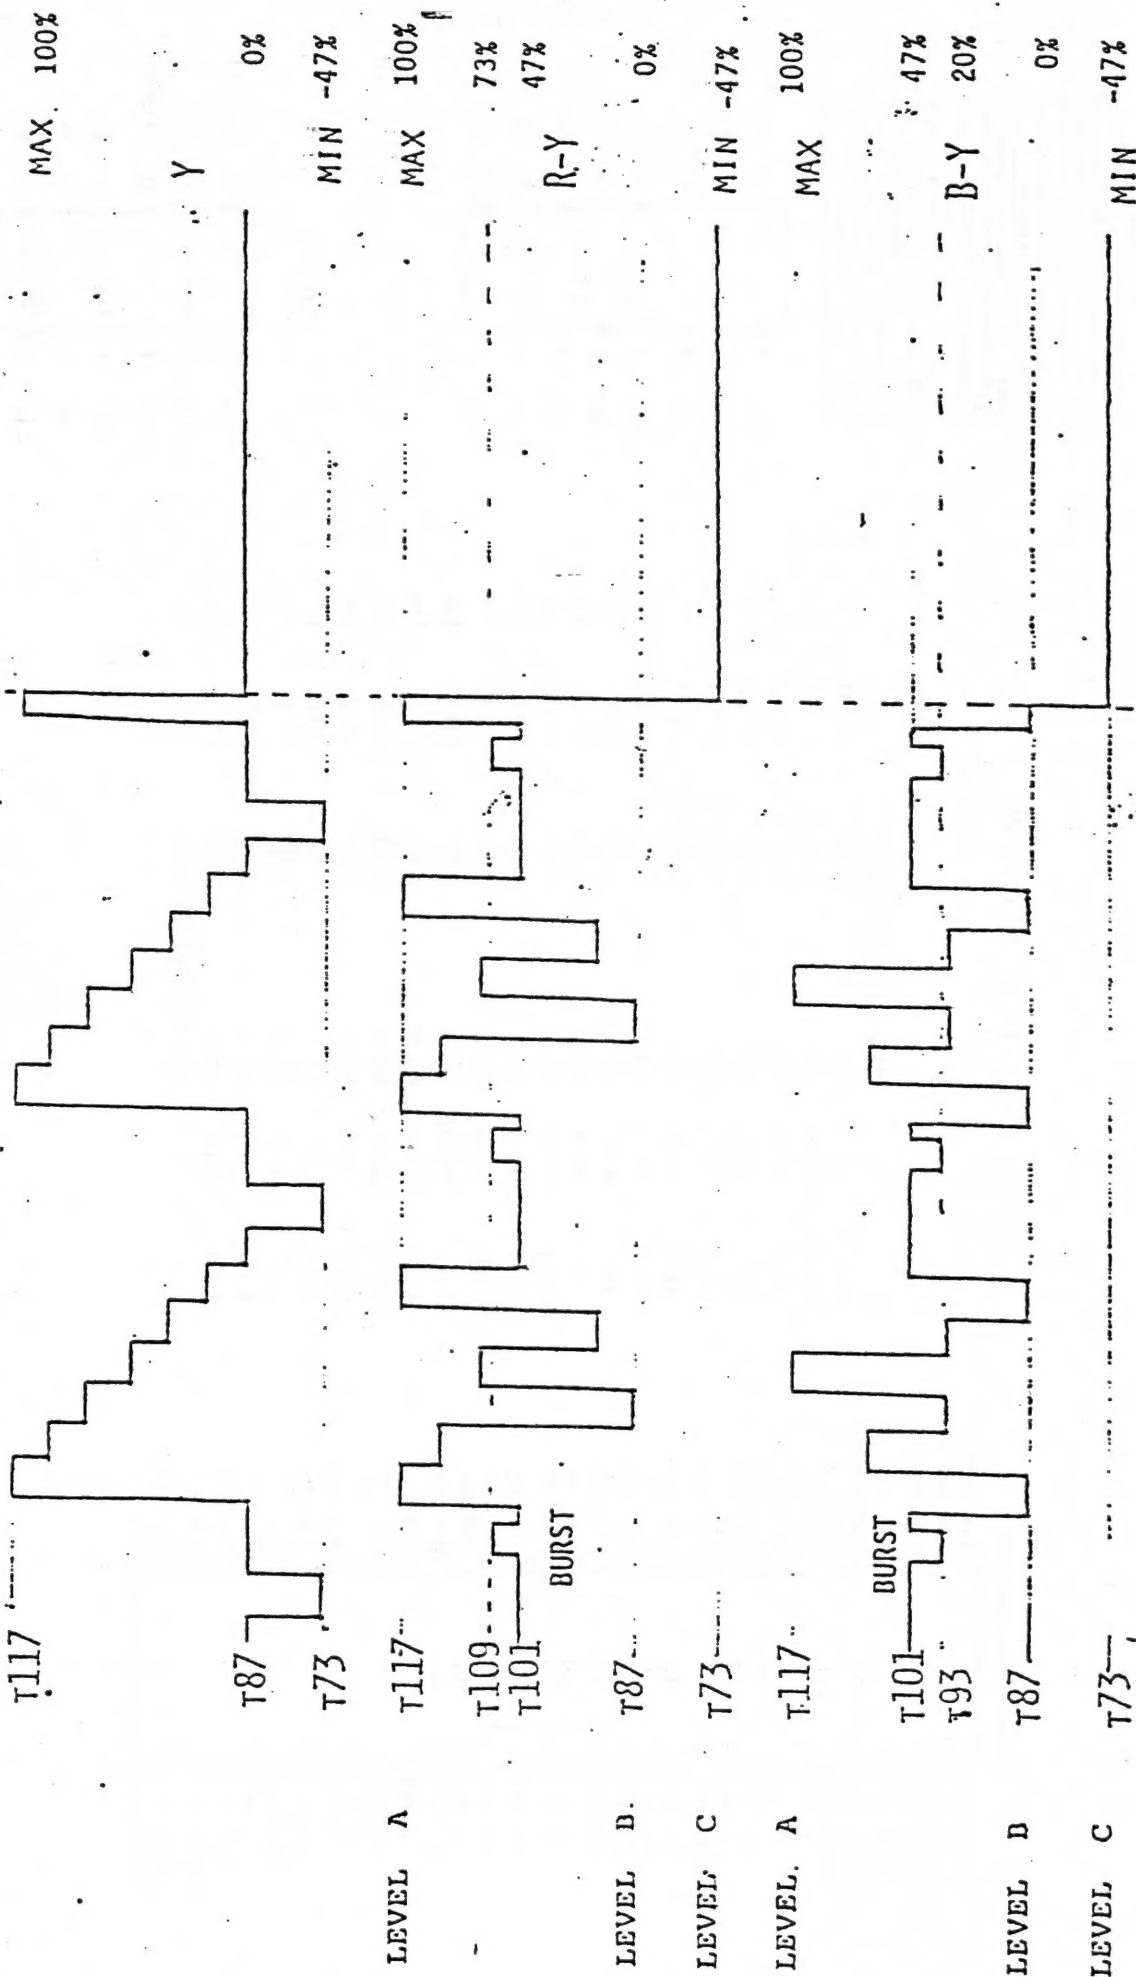 T117 MAX. 100%
Y
T87 0%
T73 MIN -47%
LEVEL A T117 MAX 100%
T109 73%
T101 47%
BURST R-Y
LEVEL B. T87 0%
LEVEL C T73 MIN -47%
LEVEL. A T117 MAX 100%
BURST
T101 47%
T93 B-Y 20%
LEVEL B T87 0%
LEVEL C T73 MIN -47%